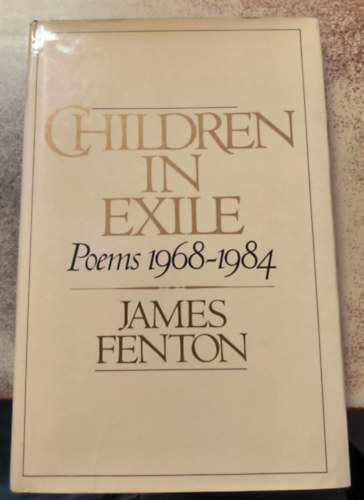 CHILDREN
IN
EXILE
Poems 1968-1984
JAMES
FENTON